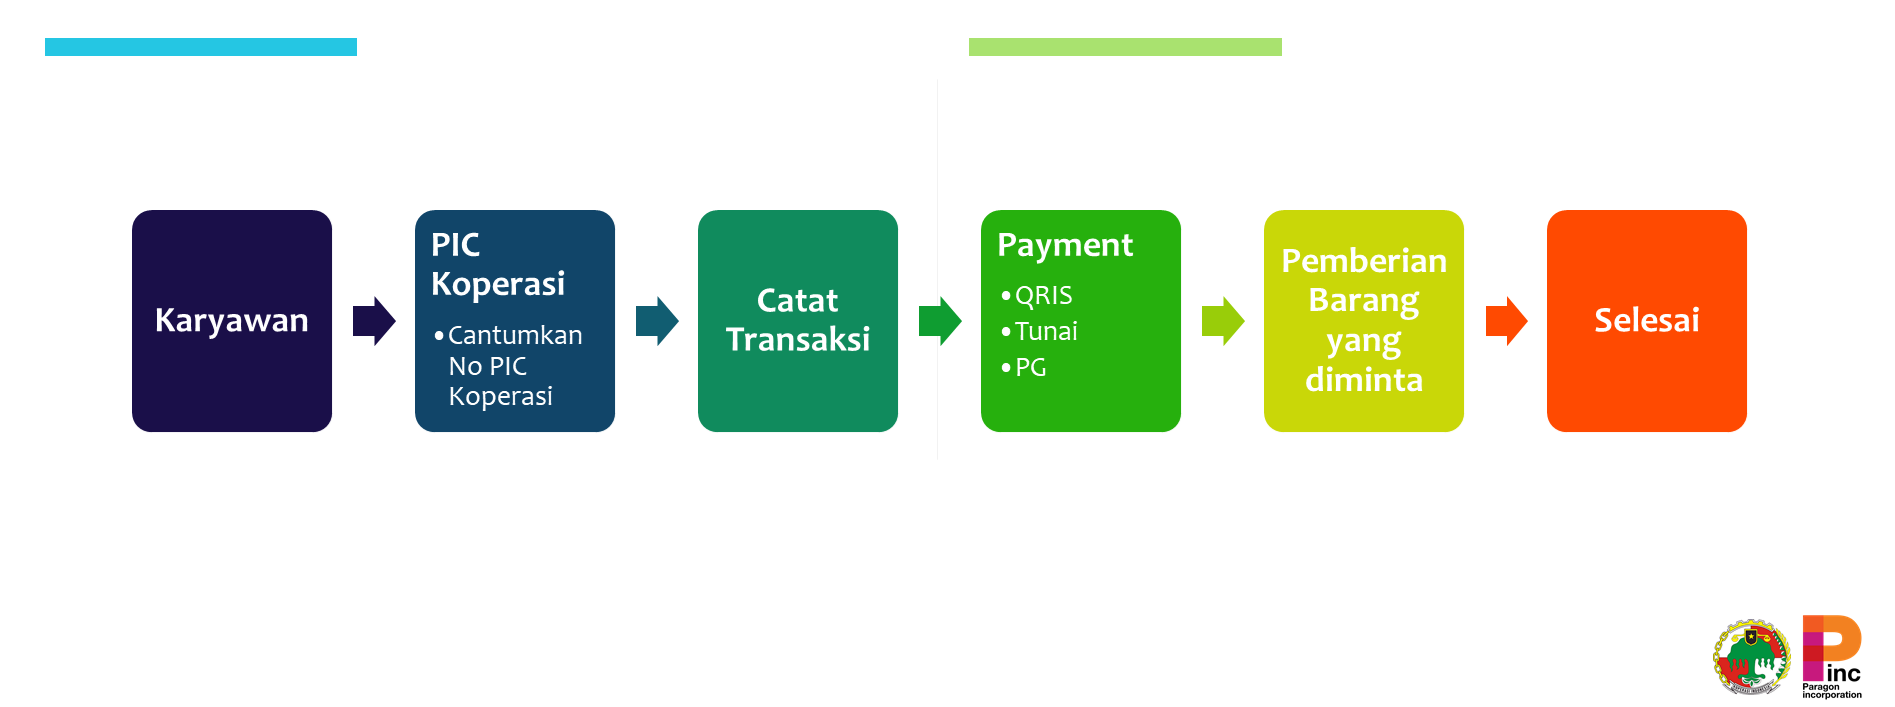 Karyawan
PIC
Koperasi
•Cantumkan
No PIC
Koperasi
Catat
Transaksi
Payment
•QRIS
•Tunai
•PG
Pemberian
Barang
yang
diminta
Selesai
inc
Paragon
incorporation